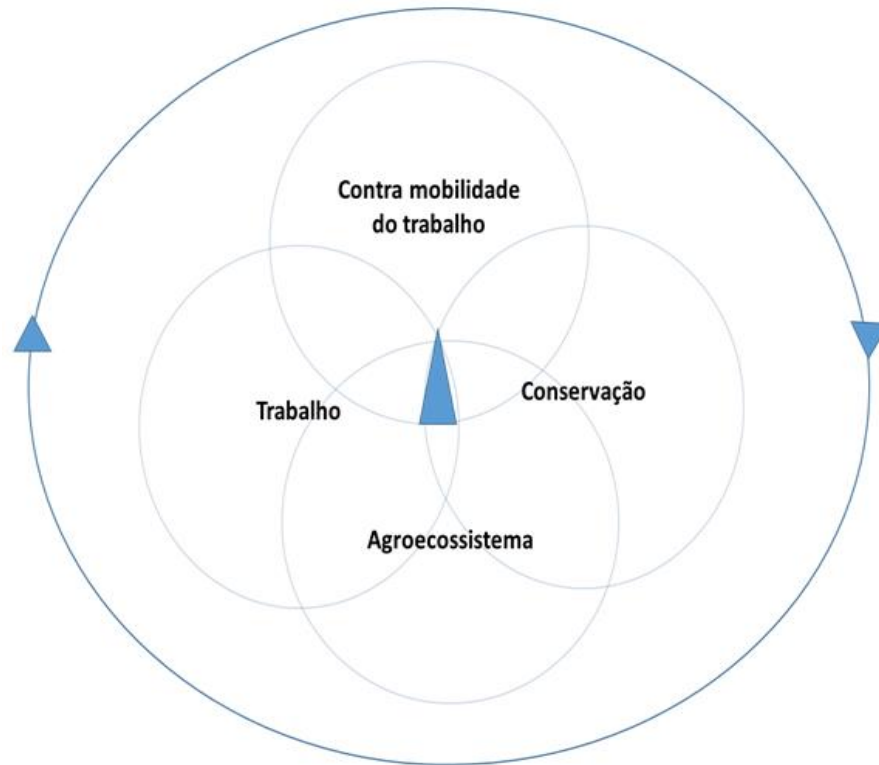 Contra mobilidade
do trabalho
Conservação
Trabalho
Agroecossistema